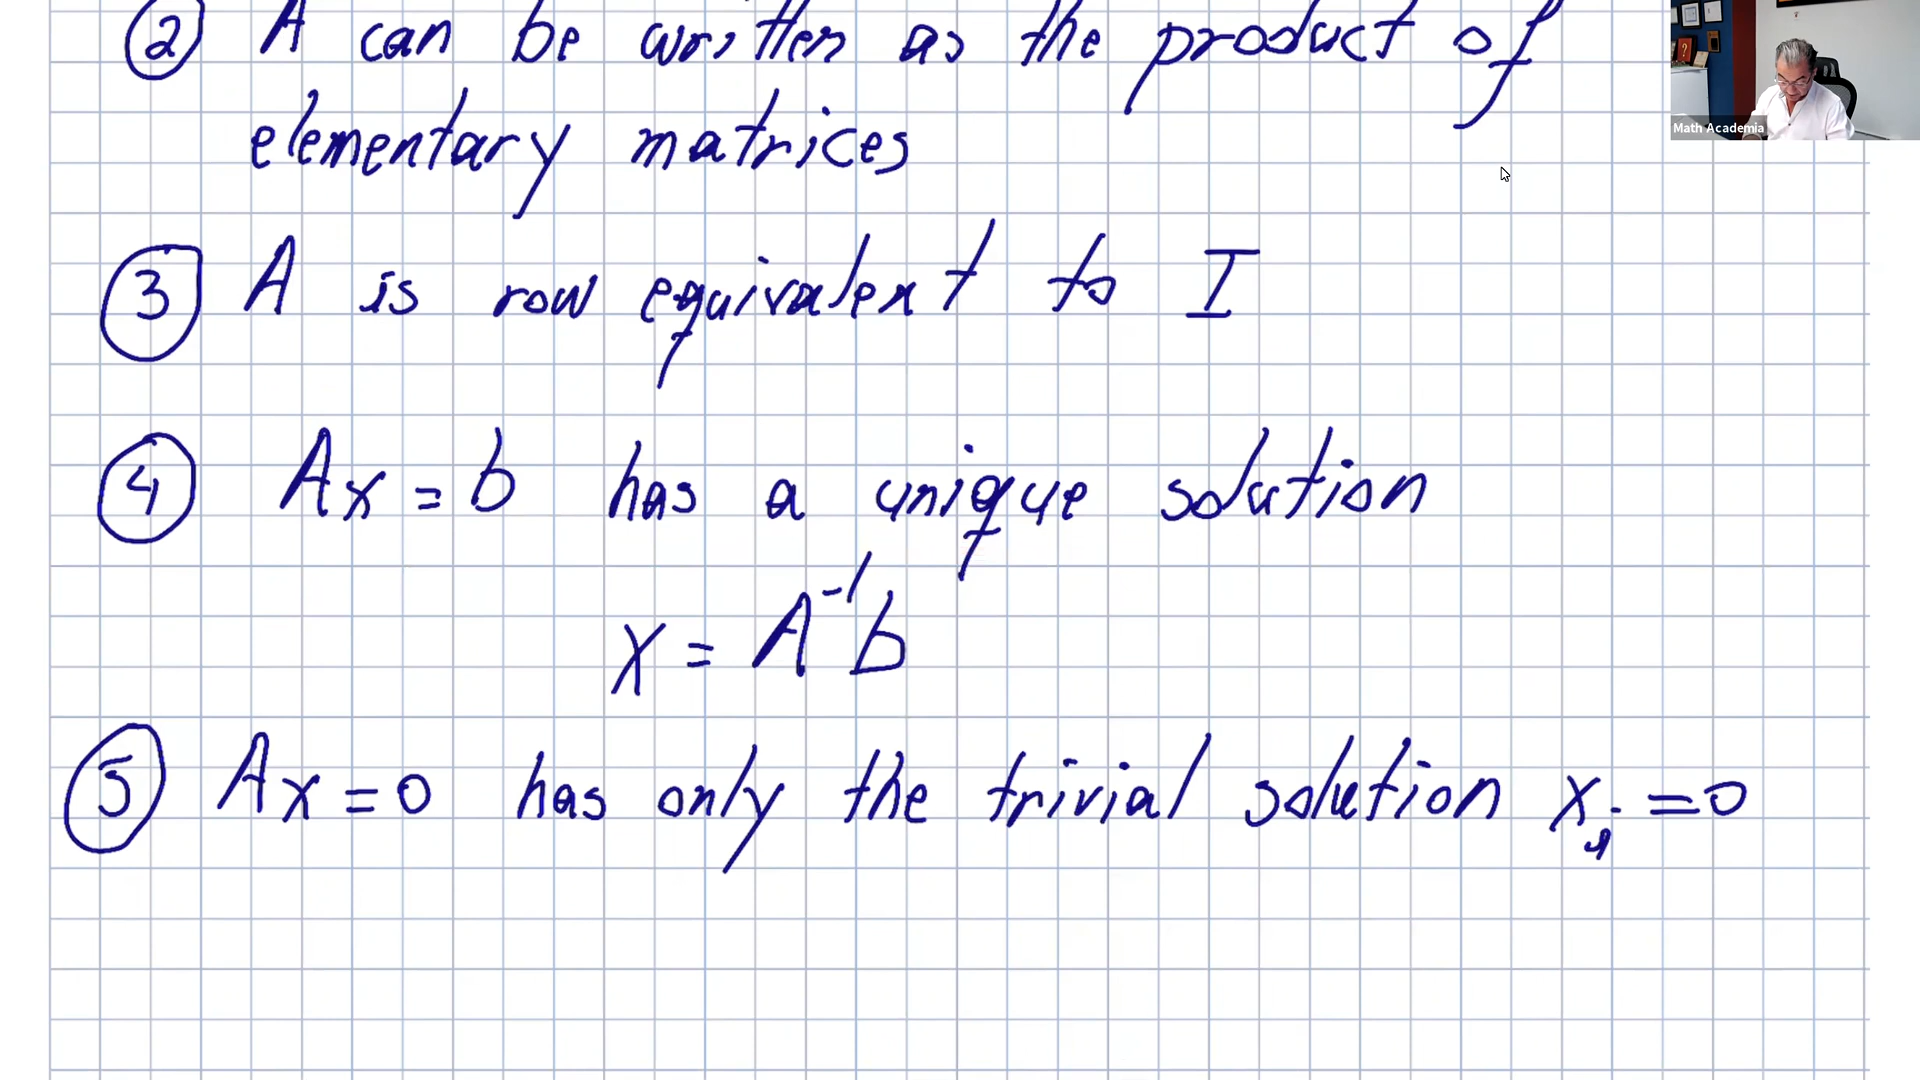 ② A can be written as the product of
elementary matrices
③ A is row equivalent to I
④ Ax = b has a unique solution
x = A⁻¹b
⑤ Ax = 0 has only the trivial solution xᵢ = 0
Math Academia